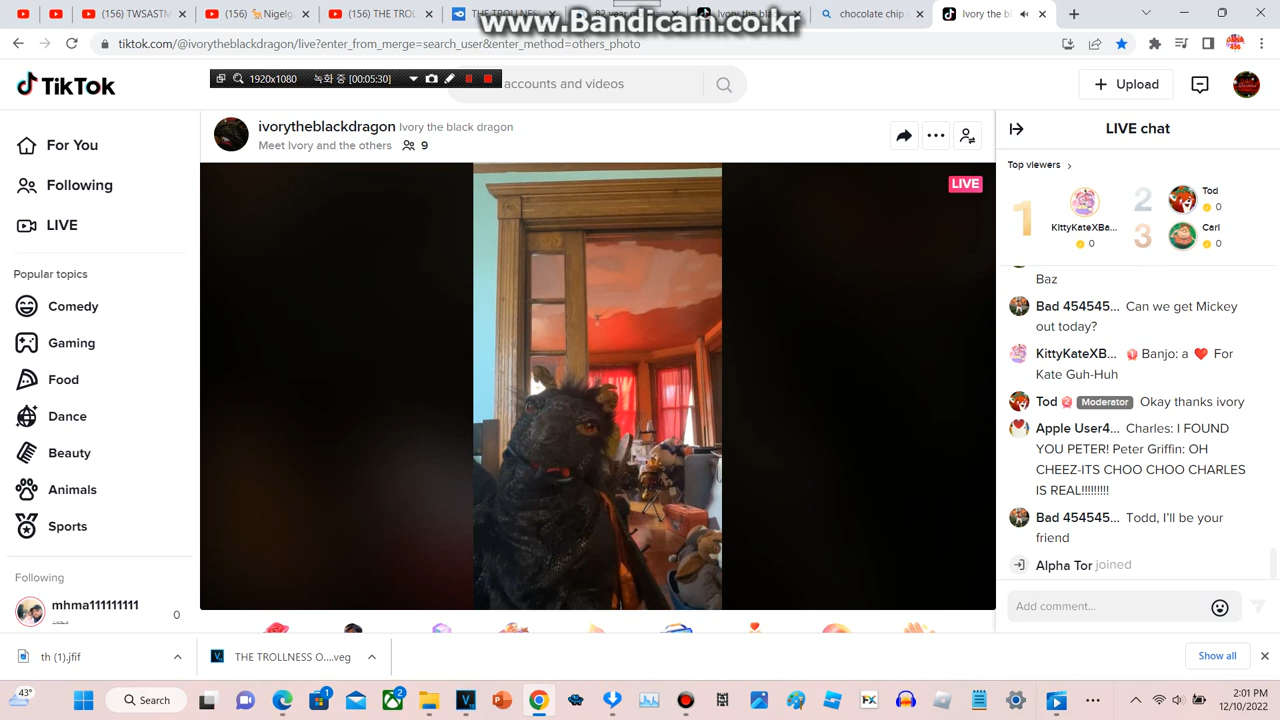 www.Bandicam.co.kr
(156) TWSASTM
(156) THE TROL
chocolate chip
Ivory the bl
tiktok.com/@ivorytheblackdragon/live?enter_from_merge=search_user&enter_method=others_photo
TikTok
1920x1080 녹화 중 [00:05:30]
accounts and videos
Upload
For You
Following
LIVE
Popular topics
Comedy
Gaming
Food
Dance
Beauty
Animals
Sports
Following
mhma111111111
محمد
0
ivorytheblackdragon Ivory the black dragon
Meet Ivory and the others 9
LIVE
LIVE chat
Top viewers
1
KittyKateXBa...
0
2
Tod
0
3
Carl
0
Baz
Bad 454545... Can we get Mickey
out today?
KittyKateXB... 1 Banjo: a ❤️ For
Kate Guh-Huh
Tod 2 Moderator Okay thanks ivory
Apple User4... Charles: I FOUND
YOU PETER! Peter Griffin: OH
CHEEZ-ITS CHOO CHOO CHARLES
IS REAL!!!!!!!!!
Bad 454545... Todd, I'll be your
friend
Alpha Tor joined
Add comment...
th (1).jfif
THE TROLLNESS O....veg
Show all
43°
Search
1
2
2:01 PM
12/10/2022